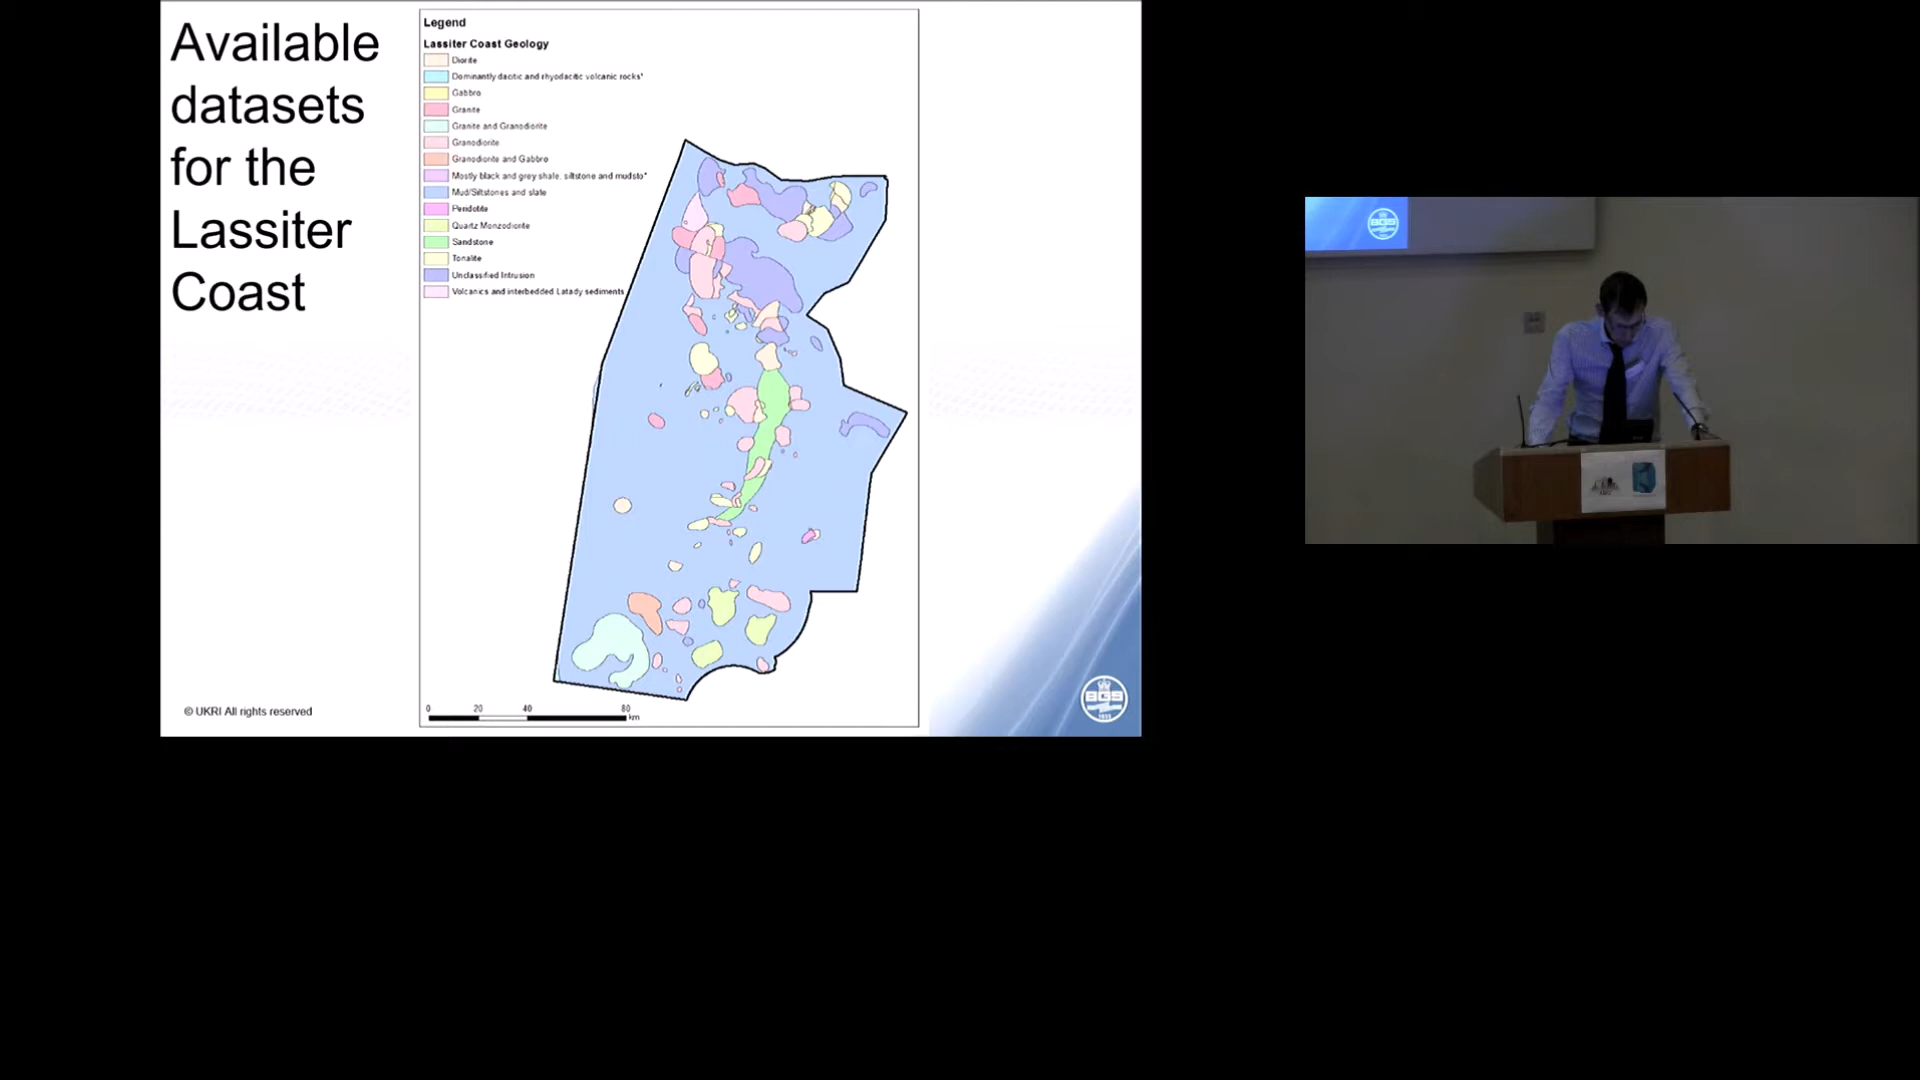 Available
datasets
for the
Lassiter
Coast
Legend
Lassiter Coast Geology
Diorite
Dominantly dacitic and rhyodacitic volcanic rocks*
Gabbro
Granite
Granite and Granodiorite
Granodiorite
Granodiorite and Gabbro
Mostly black and grey shale, siltstone and mudsto*
Mud/Siltstones and slate
Peridotite
Quartz Monzodiorite
Sandstone
Tonalite
Unclassified Intrusion
Volcanics and interbedded Latady sediments
0 20 40 80
km
© UKRI All rights reserved
BGS
BGS